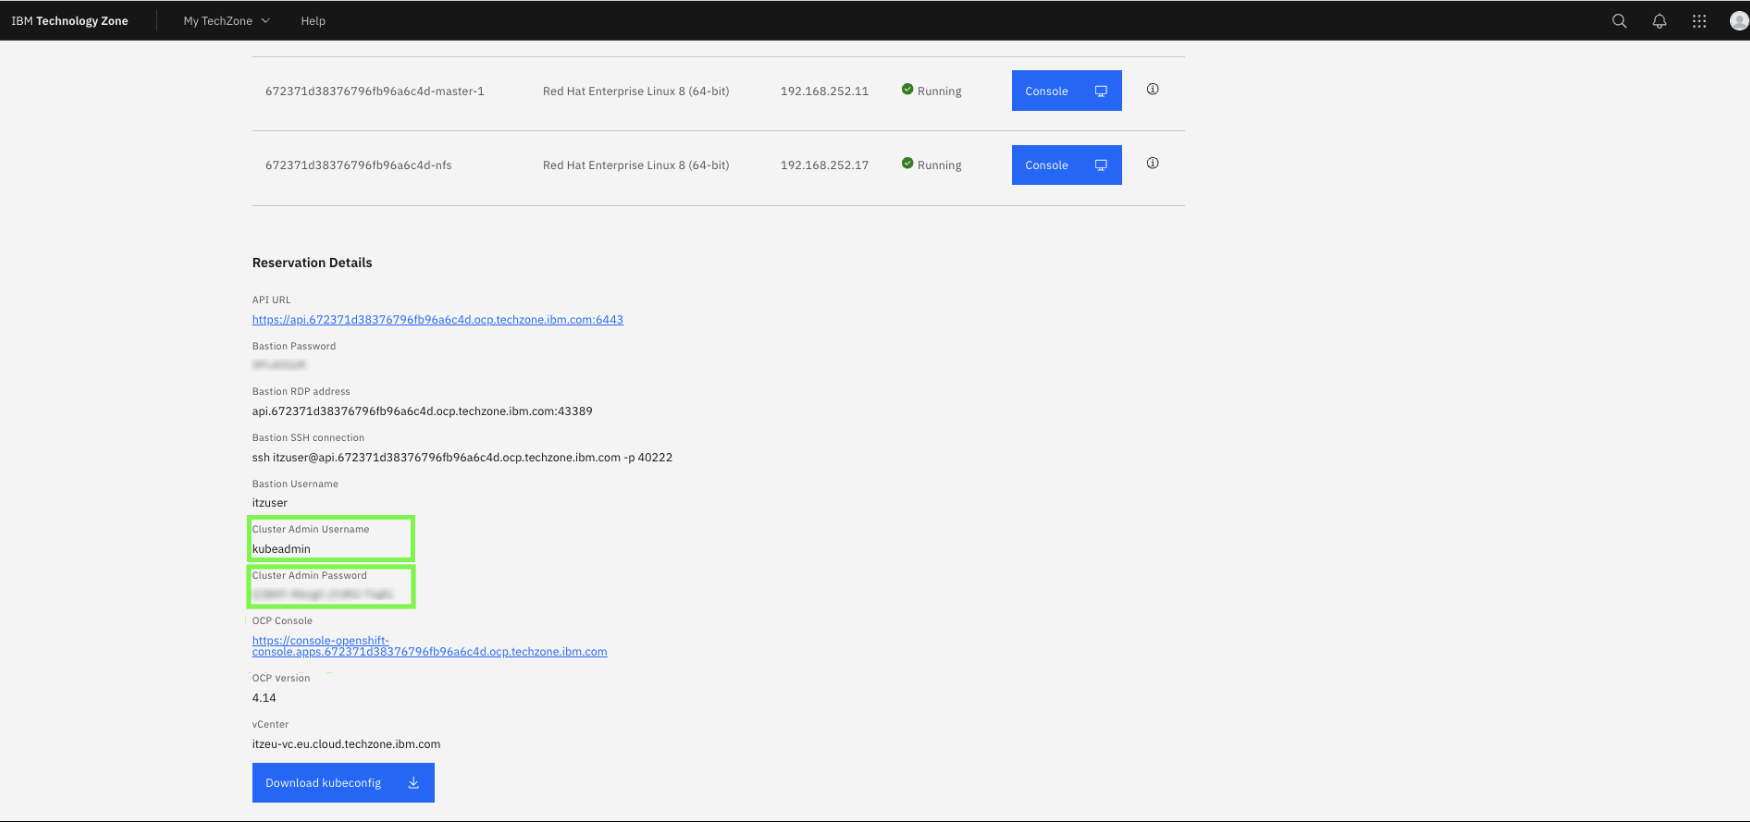 IBM Technology Zone
My TechZone
Help
672371d38376796fb96a6c4d-master-1 Red Hat Enterprise Linux 8 (64-bit) 192.168.252.11 Running Console
672371d38376796fb96a6c4d-nfs Red Hat Enterprise Linux 8 (64-bit) 192.168.252.17 Running Console
Reservation Details
API URL
https://api.672371d38376796fb96a6c4d.ocp.techzone.ibm.com:6443
Bastion Password
Bastion RDP address
api.672371d38376796fb96a6c4d.ocp.techzone.ibm.com:43389
Bastion SSH connection
ssh itzuser@api.672371d38376796fb96a6c4d.ocp.techzone.ibm.com -p 40222
Bastion Username
itzuser
Cluster Admin Username
kubeadmin
Cluster Admin Password
OCP Console
https://console-openshift-
console.apps.672371d38376796fb96a6c4d.ocp.techzone.ibm.com
OCP version
4.14
vCenter
itzeu-vc.eu.cloud.techzone.ibm.com
Download kubeconfig